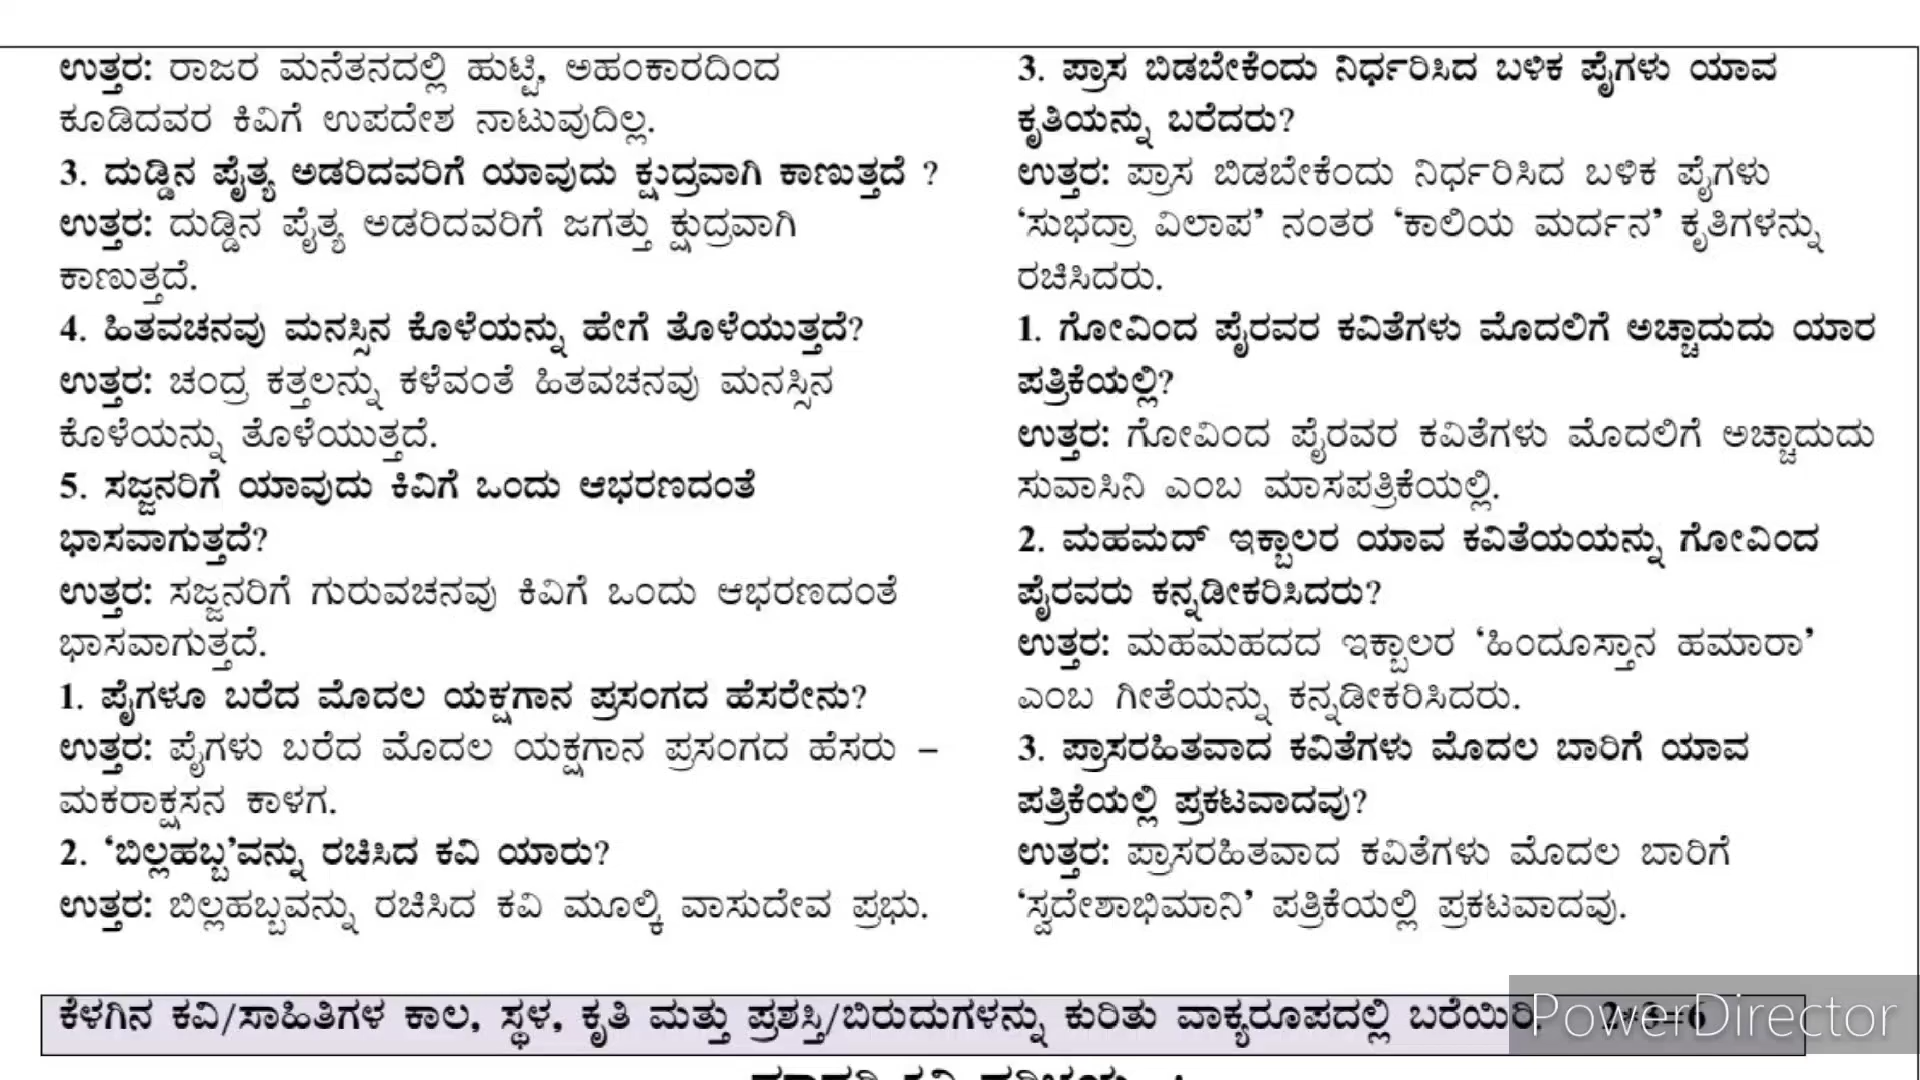 ಉತ್ತರ: ರಾಜರ ಮನೆತನದಲ್ಲಿ ಹುಟ್ಟಿ, ಅಹಂಕಾರದಿಂದ
ಕೂಡಿದವರ ಕಿವಿಗೆ ಉಪದೇಶ ನಾಟುವುದಿಲ್ಲ.
3. ದುಡ್ಡಿನ ಪೈತ್ಯ ಅಡರಿದವರಿಗೆ ಯಾವುದು ಕ್ಷುದ್ರವಾಗಿ ಕಾಣುತ್ತದೆ ?
ಉತ್ತರ: ದುಡ್ಡಿನ ಪೈತ್ಯ ಅಡರಿದವರಿಗೆ ಜಗತ್ತು ಕ್ಷುದ್ರವಾಗಿ
ಕಾಣುತ್ತದೆ.
4. ಹಿತವಚನವು ಮನಸ್ಸಿನ ಕೊಳೆಯನ್ನು ಹೇಗೆ ತೊಳೆಯುತ್ತದೆ?
ಉತ್ತರ: ಚಂದ್ರ ಕತ್ತಲನ್ನು ಕಳೆವಂತೆ ಹಿತವಚನವು ಮನಸ್ಸಿನ
ಕೊಳೆಯನ್ನು ತೊಳೆಯುತ್ತದೆ.
5. ಸಜ್ಜನರಿಗೆ ಯಾವುದು ಕಿವಿಗೆ ಒಂದು ಆಭರಣದಂತೆ
ಭಾಸವಾಗುತ್ತದೆ?
ಉತ್ತರ: ಸಜ್ಜನರಿಗೆ ಗುರುವಚನವು ಕಿವಿಗೆ ಒಂದು ಆಭರಣದಂತೆ
ಭಾಸವಾಗುತ್ತದೆ.
1. ಪೈಗಳೂ ಬರೆದ ಮೊದಲ ಯಕ್ಷಗಾನ ಪ್ರಸಂಗದ ಹೆಸರೇನು?
ಉತ್ತರ: ಪೈಗಳು ಬರೆದ ಮೊದಲ ಯಕ್ಷಗಾನ ಪ್ರಸಂಗದ ಹೆಸರು –
ಮಕರಾಕ್ಷಸನ ಕಾಳಗ.
2. ‘ಬಿಲ್ಲಹಬ್ಬ’ವನ್ನು ರಚಿಸಿದ ಕವಿ ಯಾರು?
ಉತ್ತರ: ಬಿಲ್ಲಹಬ್ಬವನ್ನು ರಚಿಸಿದ ಕವಿ ಮೂಲ್ಕಿ ವಾಸುದೇವ ಪ್ರಭು.
3. ಪ್ರಾಸ ಬಿಡಬೇಕೆಂದು ನಿರ್ಧರಿಸಿದ ಬಳಿಕ ಪೈಗಳು ಯಾವ
ಕೃತಿಯನ್ನು ಬರೆದರು?
ಉತ್ತರ: ಪ್ರಾಸ ಬಿಡಬೇಕೆಂದು ನಿರ್ಧರಿಸಿದ ಬಳಿಕ ಪೈಗಳು
‘ಸುಭದ್ರಾ ವಿಲಾಪ’ ನಂತರ ‘ಕಾಲಿಯ ಮರ್ದನ’ ಕೃತಿಗಳನ್ನು
ರಚಿಸಿದರು.
1. ಗೋವಿಂದ ಪೈರವರ ಕವಿತೆಗಳು ಮೊದಲಿಗೆ ಅಚ್ಚಾದುದು ಯಾರ
ಪತ್ರಿಕೆಯಲ್ಲಿ?
ಉತ್ತರ: ಗೋವಿಂದ ಪೈರವರ ಕವಿತೆಗಳು ಮೊದಲಿಗೆ ಅಚ್ಚಾದುದು
ಸುವಾಸಿನಿ ಎಂಬ ಮಾಸಪತ್ರಿಕೆಯಲ್ಲಿ.
2. ಮಹಮದ್ ಇಕ್ಬಾಲರ ಯಾವ ಕವಿತೆಯಯನ್ನು ಗೋವಿಂದ
ಪೈರವರು ಕನ್ನಡೀಕರಿಸಿದರು?
ಉತ್ತರ: ಮಹಮಹದದ ಇಕ್ಬಾಲರ ‘ಹಿಂದೂಸ್ತಾನ ಹಮಾರಾ’
ಎಂಬ ಗೀತೆಯನ್ನು ಕನ್ನಡೀಕರಿಸಿದರು.
3. ಪ್ರಾಸರಹಿತವಾದ ಕವಿತೆಗಳು ಮೊದಲ ಬಾರಿಗೆ ಯಾವ
ಪತ್ರಿಕೆಯಲ್ಲಿ ಪ್ರಕಟವಾದವು?
ಉತ್ತರ: ಪ್ರಾಸರಹಿತವಾದ ಕವಿತೆಗಳು ಮೊದಲ ಬಾರಿಗೆ
‘ಸ್ವದೇಶಾಭಿಮಾನಿ’ ಪತ್ರಿಕೆಯಲ್ಲಿ ಪ್ರಕಟವಾದವು.
ಕೆಳಗಿನ ಕವಿ/ಸಾಹಿತಿಗಳ ಕಾಲ, ಸ್ಥಳ, ಕೃತಿ ಮತ್ತು ಪ್ರಶಸ್ತಿ/ಬಿರುದುಗಳನ್ನು ಕುರಿತು ವಾಕ್ಯರೂಪದಲ್ಲಿ ಬರೆಯಿರಿ.
PowerDirector